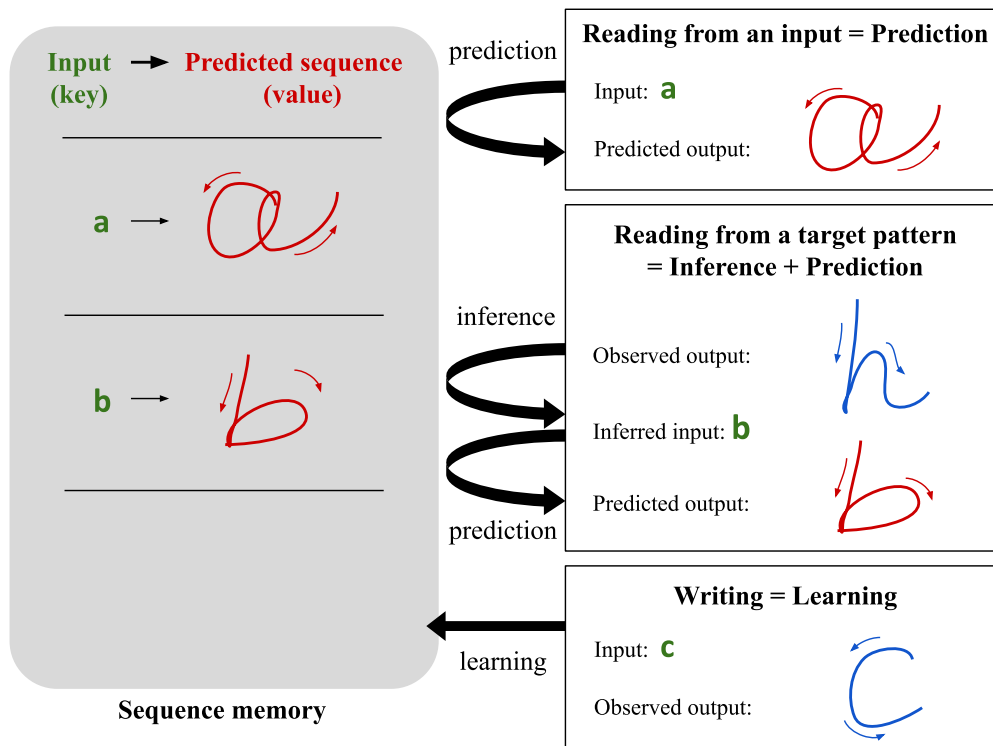 Input → Predicted sequence
(key) (value)
a →
b →
Sequence memory
prediction
Reading from an input = Prediction
Input: a
Predicted output: a
Reading from a target pattern
= Inference + Prediction
inference
Observed output: h
Inferred input: b
Predicted output: b
prediction
Writing = Learning
learning
Input: c
Observed output: c